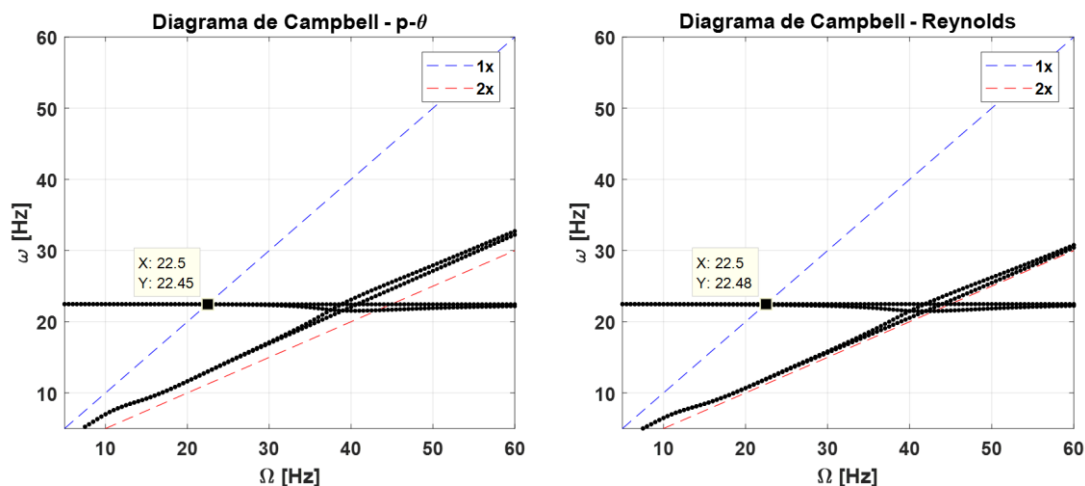 Diagrama de Campbell - p-θ
60
50
40
30
20
10
ω [Hz]
1x
2x
X: 22.5
Y: 22.45
10
20
30
40
50
60
Ω [Hz]
Diagrama de Campbell - Reynolds
60
50
40
30
20
10
ω [Hz]
1x
2x
X: 22.5
Y: 22.48
10
20
30
40
50
60
Ω [Hz]